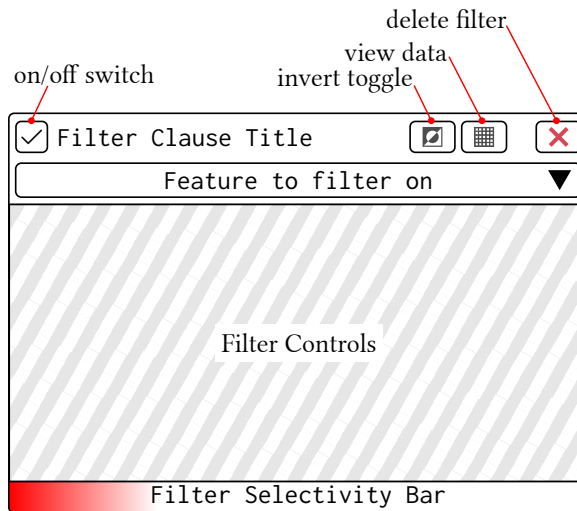 delete filter
view data
on/off switch
invert toggle
Filter Clause Title
Feature to filter on
Filter Controls
Filter Selectivity Bar